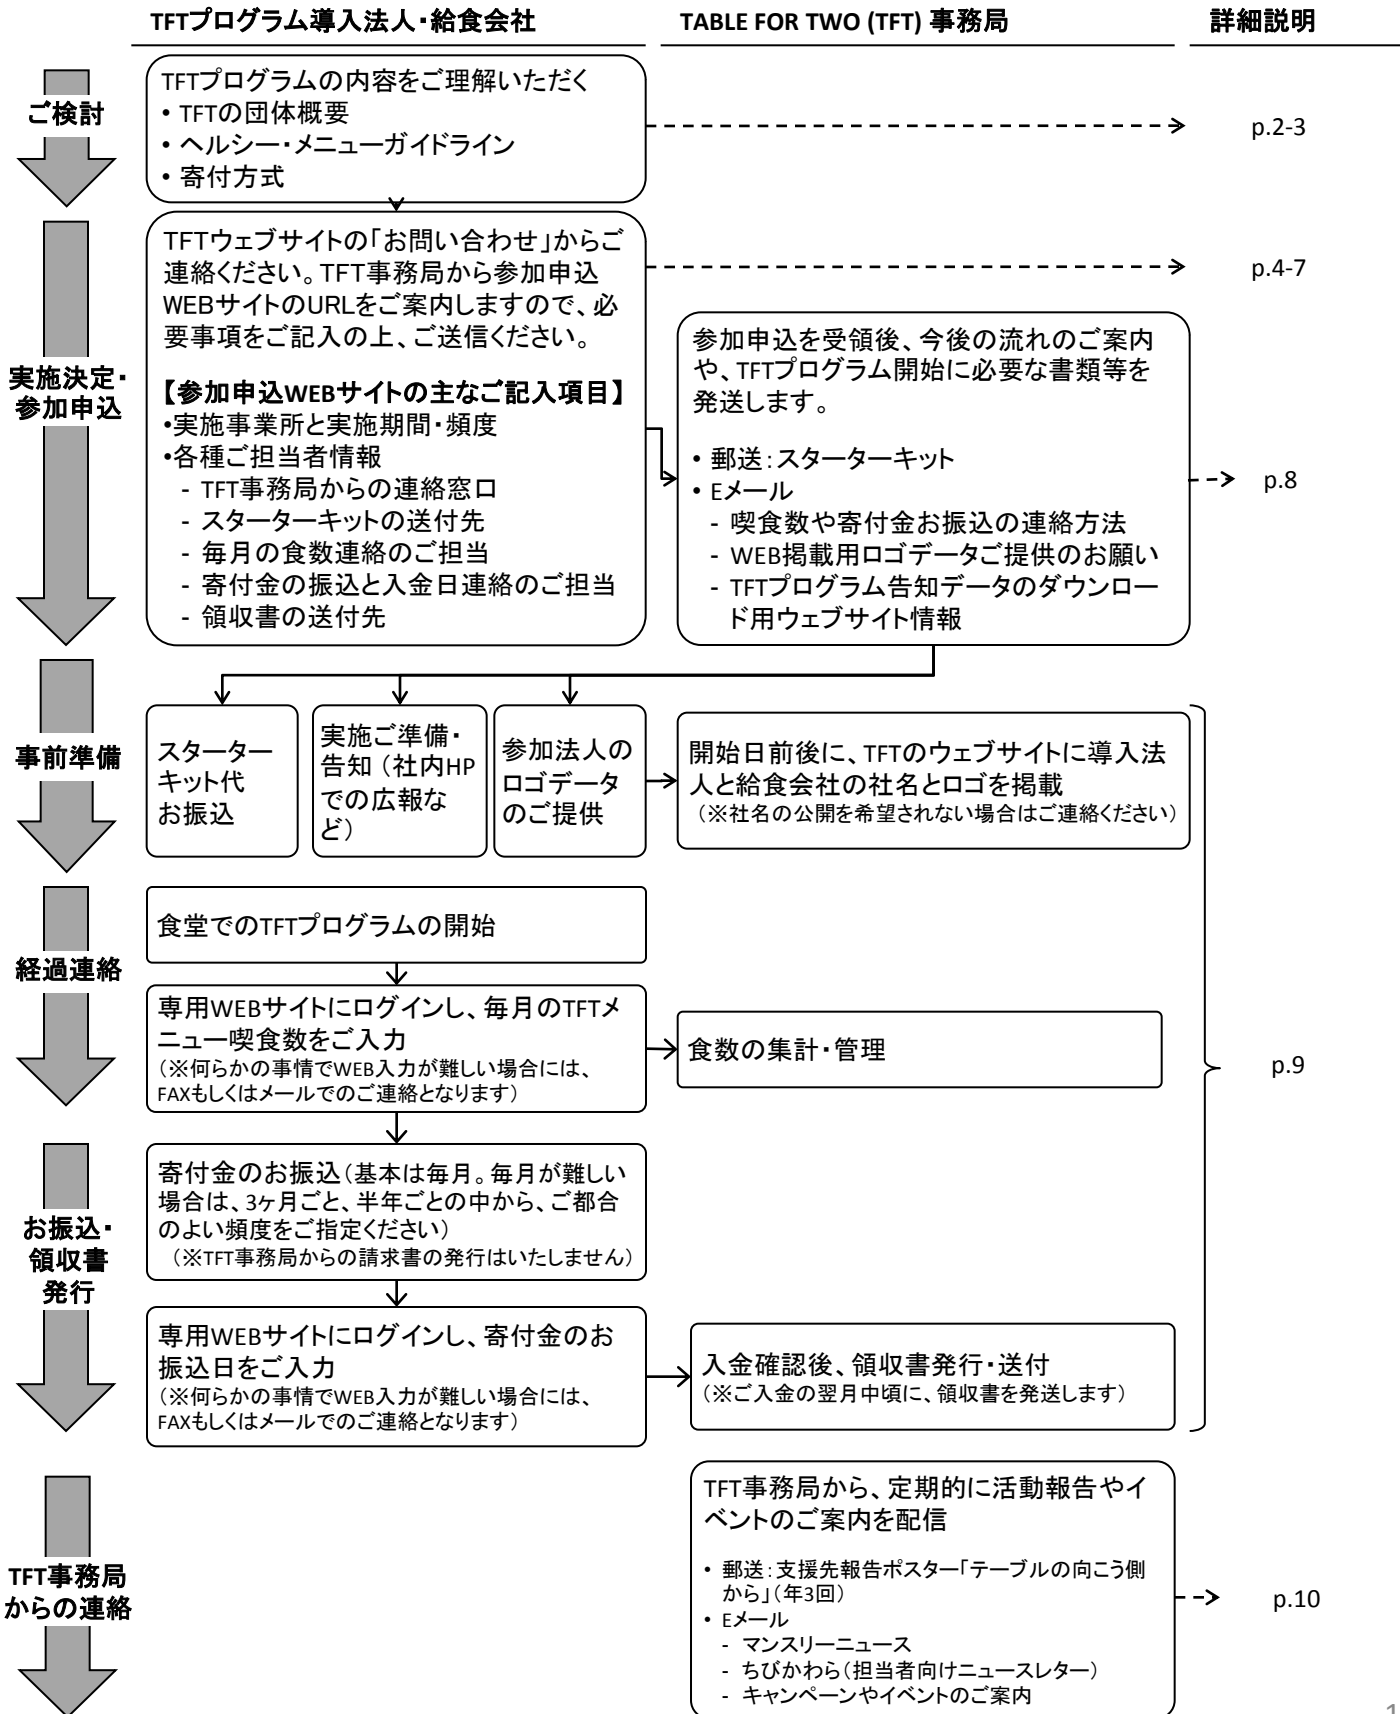 TFTプログラム導入法人・給食会社
TABLE FOR TWO (TFT) 事務局
詳細説明
ご検討
TFTプログラムの内容をご理解いただく
• TFTの団体概要
• ヘルシー・メニューガイドライン
• 寄付方式
p.2-3
実施決定・
参加申込
TFTウェブサイトの「お問い合わせ」からご
連絡ください。TFT事務局から参加申込
WEBサイトのURLをご案内しますので、必
要事項をご記入の上、ご送信ください。
【参加申込WEBサイトの主なご記入項目】
•実施事業所と実施期間・頻度
•各種ご担当者情報
- TFT事務局からの連絡窓口
- スターターキットの送付先
- 毎月の食数連絡のご担当
- 寄付金の振込と入金日連絡のご担当
- 領収書の送付先
p.4-7
参加申込を受領後、今後の流れのご案内
や、TFTプログラム開始に必要な書類等を
発送します。
• 郵送：スターターキット
• Eメール
- 喫食数や寄付金お振込の連絡方法
- WEB掲載用ロゴデータご提供のお願い
- TFTプログラム告知データのダウンロー
ド用ウェブサイト情報
p.8
事前準備
スターター
キット代
お振込
実施ご準備・
告知（社内HP
での広報な
ど）
参加法人の
ロゴデータ
のご提供
開始日前後に、TFTのウェブサイトに導入法
人と給食会社の社名とロゴを掲載
（※社名の公開を希望されない場合はご連絡ください）
経過連絡
食堂でのTFTプログラムの開始
専用WEBサイトにログインし、毎月のTFTメ
ニュー喫食数をご入力
（※何らかの事情でWEB入力が難しい場合には、
FAXもしくはメールでのご連絡となります）
食数の集計・管理
p.9
お振込・
領収書
発行
寄付金のお振込（基本は毎月。毎月が難しい
場合は、3ヶ月ごと、半年ごとの中から、ご都合
のよい頻度をご指定ください）
（※TFT事務局からの請求書の発行はいたしません）
専用WEBサイトにログインし、寄付金のお
振込日をご入力
（※何らかの事情でWEB入力が難しい場合には、
FAXもしくはメールでのご連絡となります）
入金確認後、領収書発行・送付
（※ご入金の翌月中頃に、領収書を発送します）
TFT事務局
からの連絡
TFT事務局から、定期的に活動報告やイ
ベントのご案内を配信
• 郵送：支援先報告ポスター「テーブルの向こう側
から」（年3回）
• Eメール
- マンスリーニュース
- ちびかわら（担当者向けニュースレター）
- キャンペーンやイベントのご案内
p.10
1